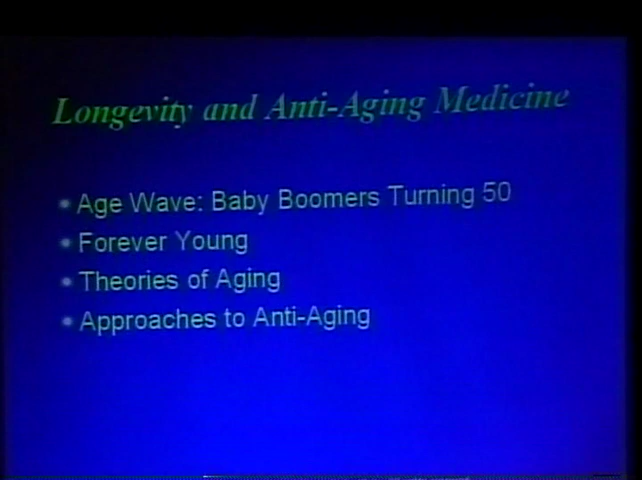 Longevity and Anti-Aging Medicine
• Age Wave: Baby Boomers Turning 50
• Forever Young
• Theories of Aging
• Approaches to Anti-Aging